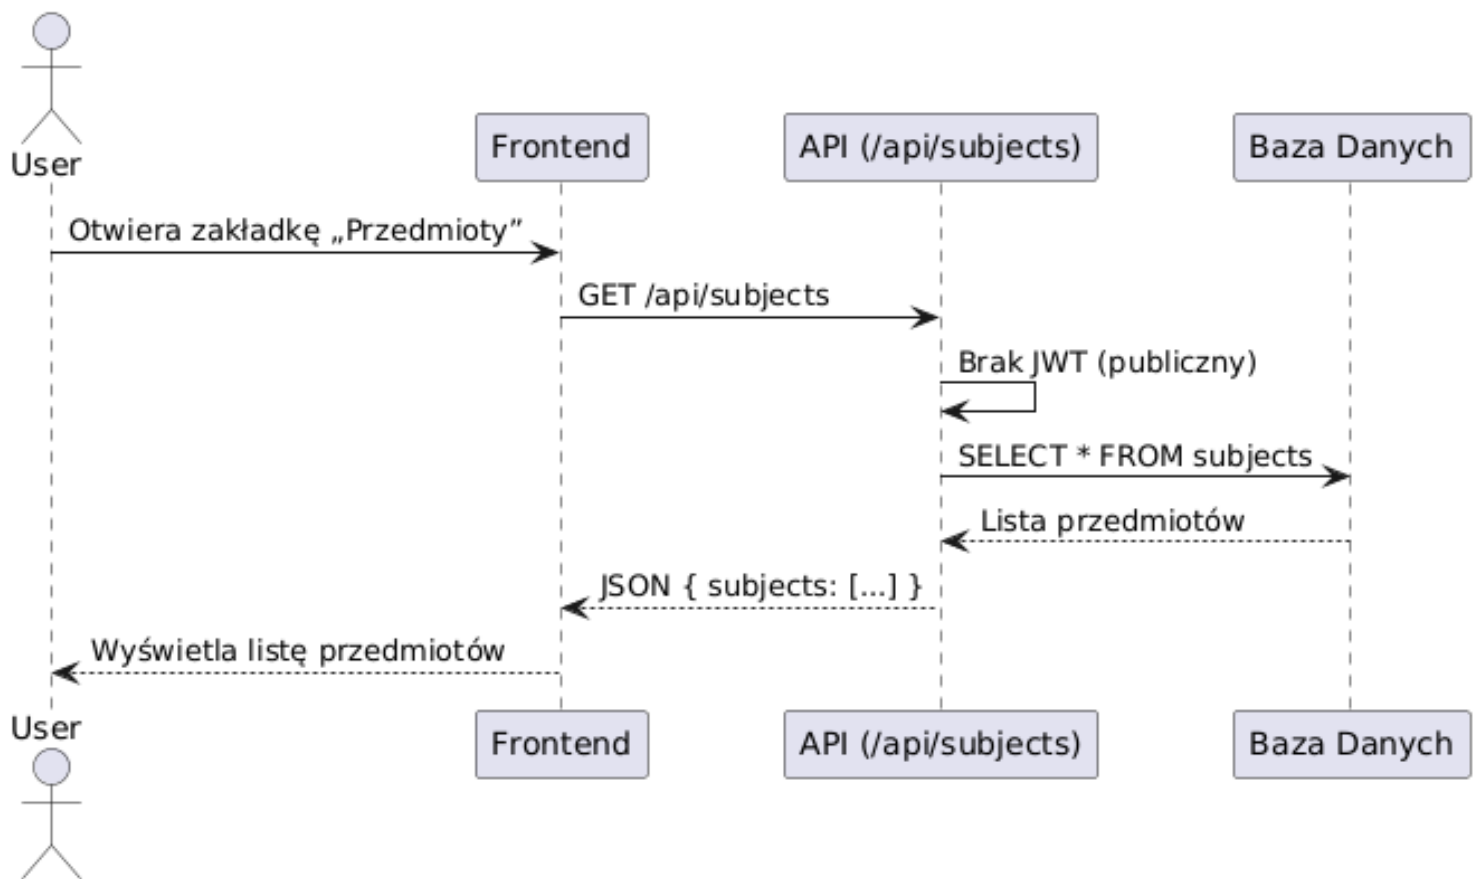 User
Frontend
API (/api/subjects)
Baza Danych
Otwiera zakładkę „Przedmioty”
GET /api/subjects
Brak JWT (publiczny)
SELECT * FROM subjects
Lista przedmiotów
JSON { subjects: [...] }
Wyświetla listę przedmiotów
User
Frontend
API (/api/subjects)
Baza Danych